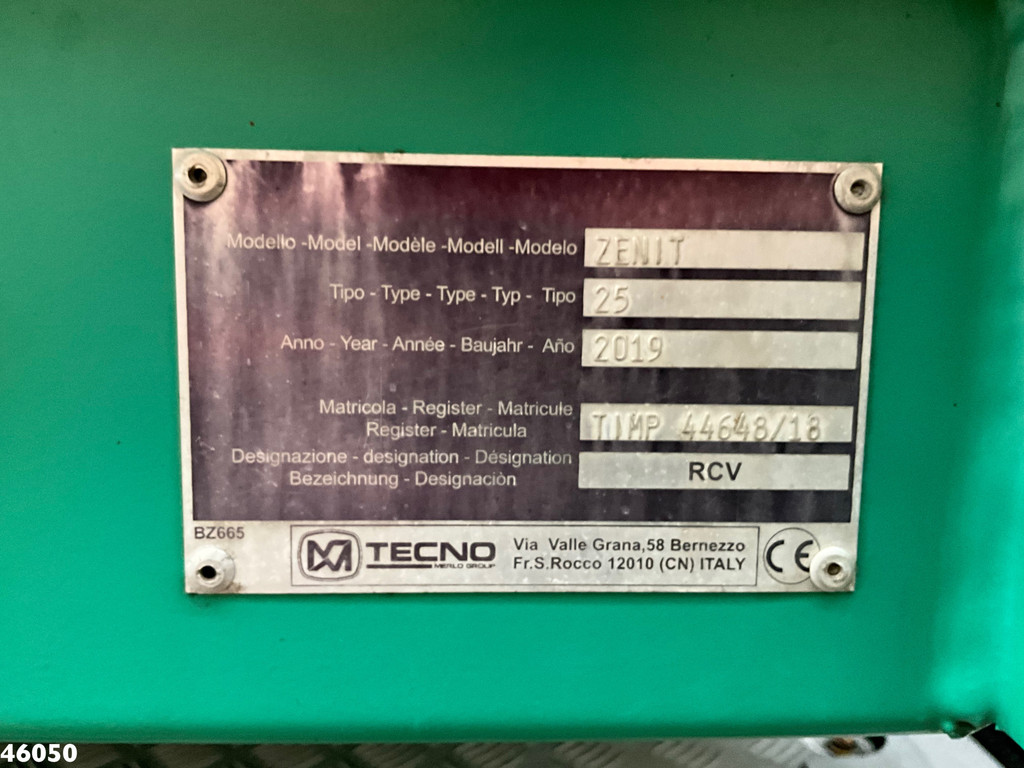 Modello -Model -Modèle -Modell -Modelo ZENIT
Tipo - Type - Type - Typ - Tipo 25
Anno - Year - Année - Baujahr - Año 2019
Matricola - Register - Matricule
Register - Matricula
TIMP 44648/18
Designazione - designation - Désignation
Bezeichnung - Designaciòn
RCV
BZ665
TECNO
MERLO GROUP
Via Valle Grana,58 Bernezzo
Fr.S.Rocco 12010 (CN) ITALY
CE
46050